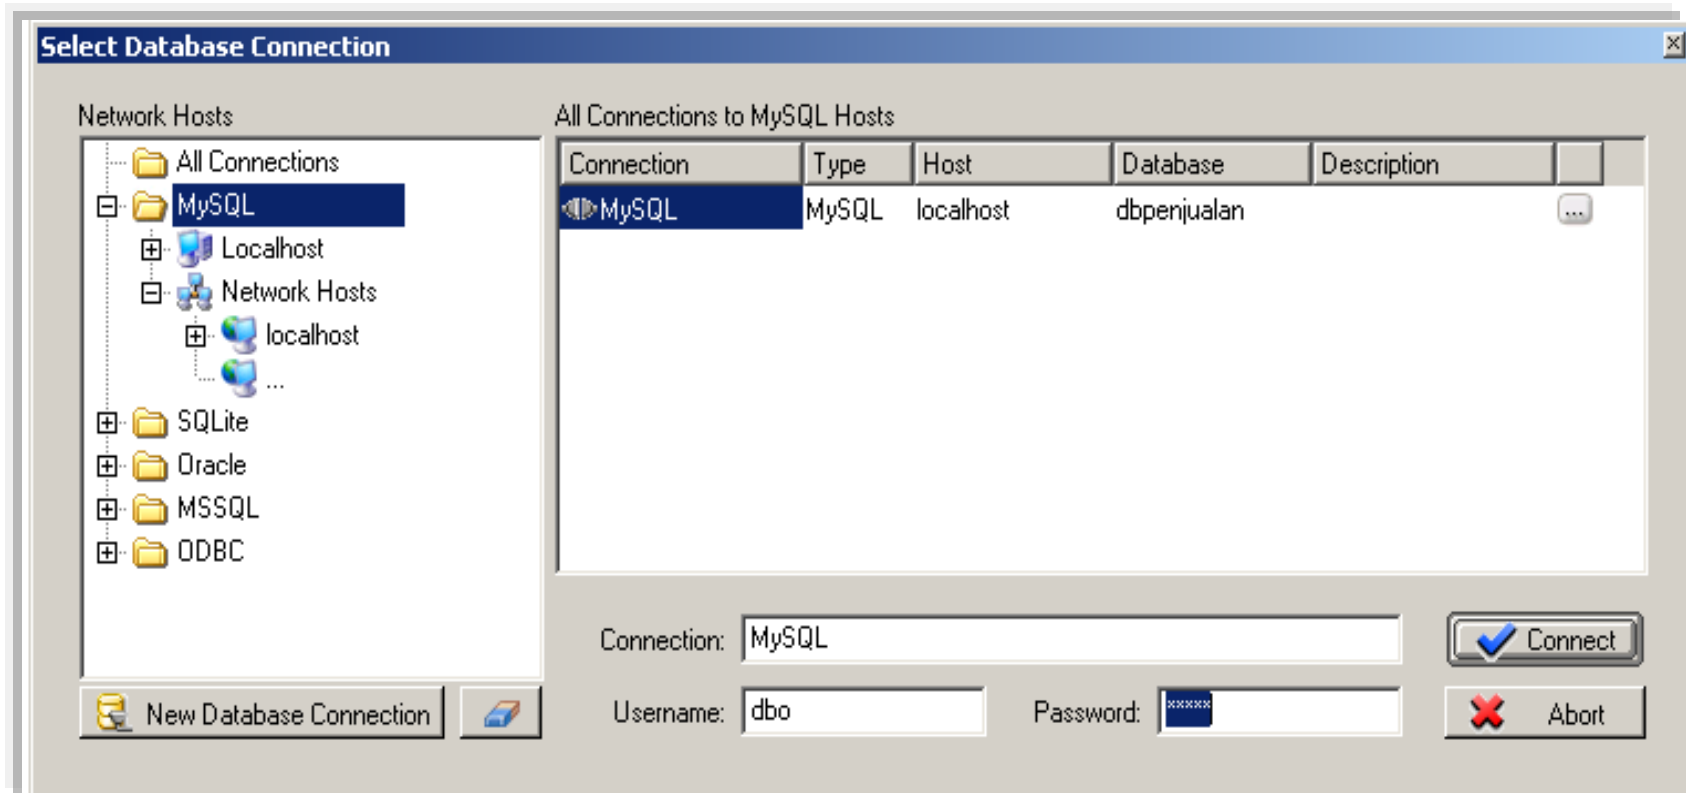 Select Database Connection
Network Hosts
All Connections
MySQL
Localhost
Network Hosts
localhost
...
SQLite
Oracle
MSSQL
ODBC
New Database Connection
All Connections to MySQL Hosts
Connection Type Host Database Description
MySQL MySQL localhost dbpenjualan ...
Connection: MySQL
Connect
Username: dbo Password: *****
Abort